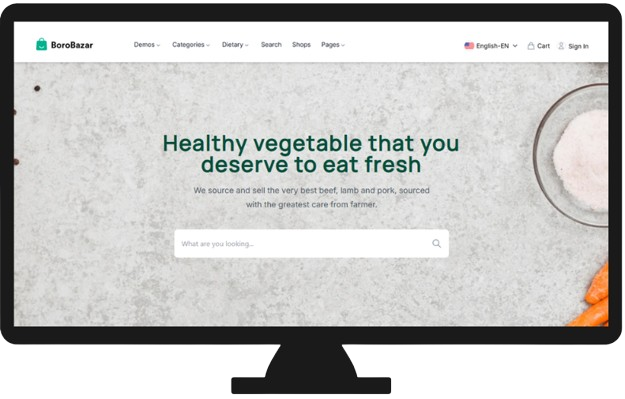 BoroBazar Demos Categories Dietary Search Shops Pages English-EN Cart Sign In
Healthy vegetable that you
deserve to eat fresh
We source and sell the very best beef, lamb and pork, sourced
with the greatest care from farmer.
What are you looking...